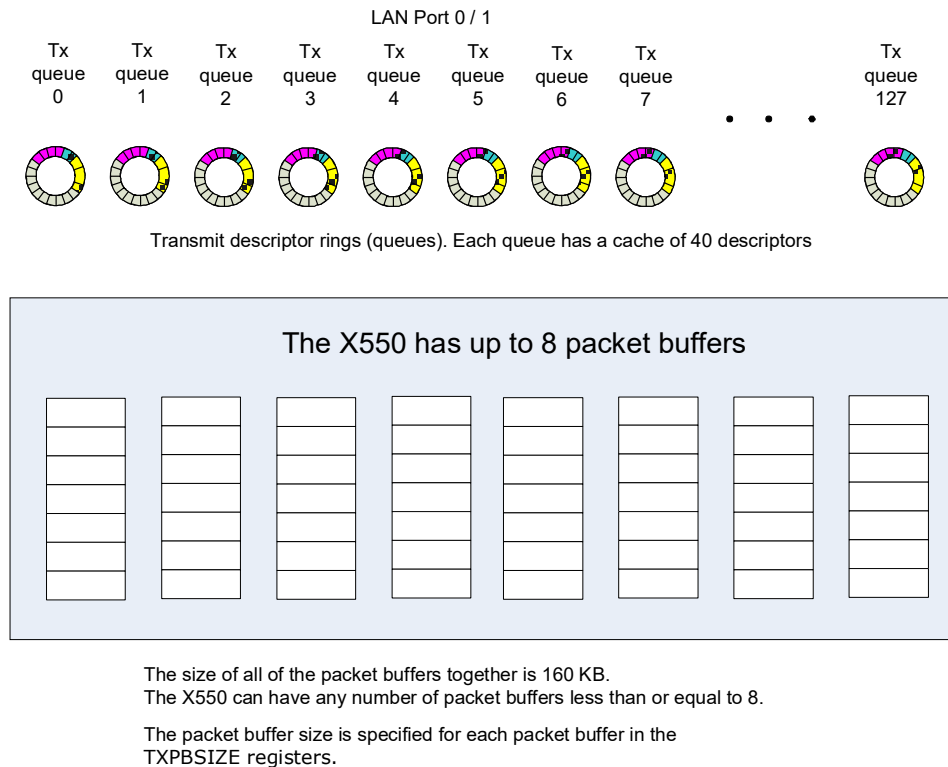 LAN Port 0 / 1
Tx queue 0
Tx queue 1
Tx queue 2
Tx queue 3
Tx queue 4
Tx queue 5
Tx queue 6
Tx queue 7
Tx queue 127
Transmit descriptor rings (queues). Each queue has a cache of 40 descriptors
The X550 has up to 8 packet buffers
The size of all of the packet buffers together is 160 KB.
The X550 can have any number of packet buffers less than or equal to 8.
The packet buffer size is specified for each packet buffer in the
TXPBSIZE registers.